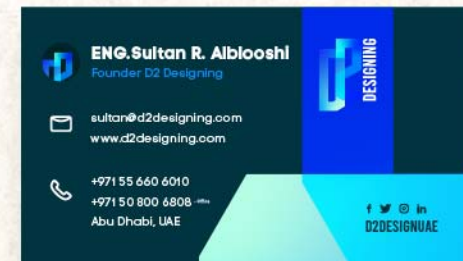 ENG.Sultan R. Alblooshi
Founder D2 Designing
sultan@d2designing.com
www.d2designing.com
+971 55 660 6010
+971 50 800 6808
Abu Dhabi, UAE
DESIGNING
D2DESIGNUAE